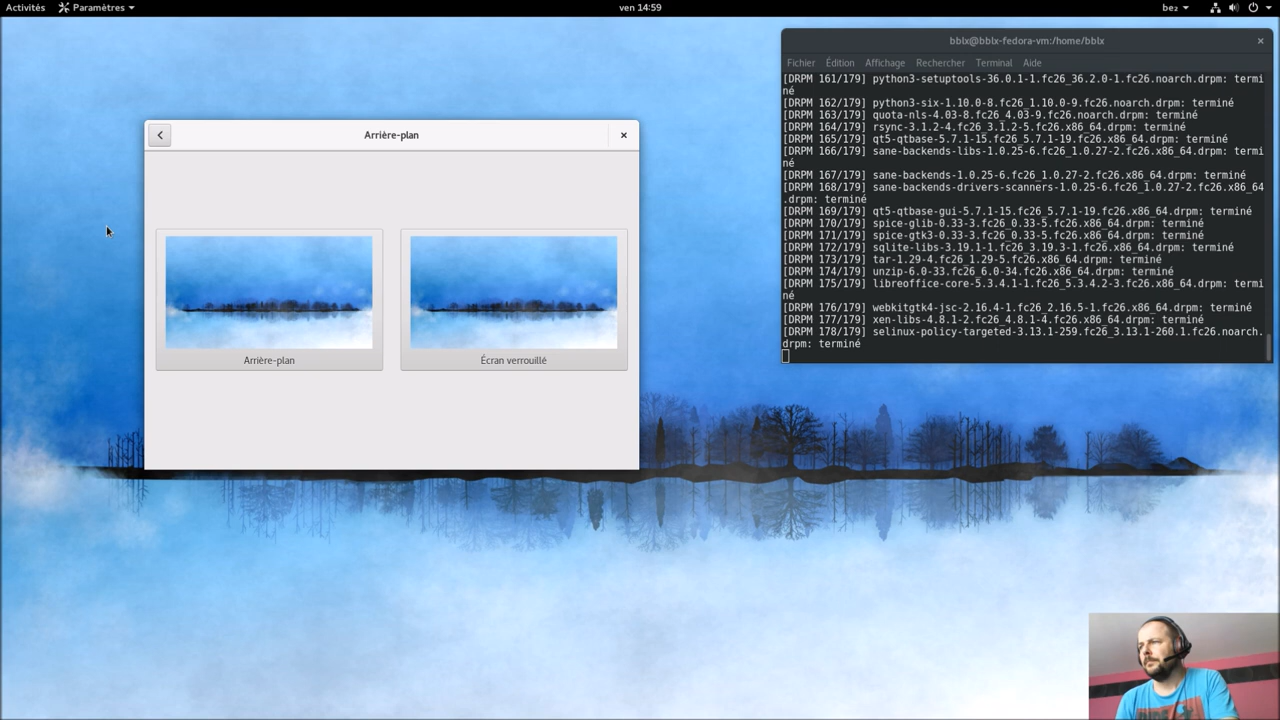 Activités
Paramètres
ven 14:59
bez
bblx@bblx-fedora-vm:/home/bblx
Fichier Édition Affichage Rechercher Terminal Aide
[DRPM 161/179] python3-setuptools-36.0.1-1.fc26_36.2.0-1.fc26.noarch.drpm: termi
né
[DRPM 162/179] python3-six-1.10.0-8.fc26_1.10.0-9.fc26.noarch.drpm: terminé
[DRPM 163/179] quota-nls-4.03-8.fc26_4.03-9.fc26.noarch.drpm: terminé
[DRPM 164/179] rsync-3.1.2-4.fc26_3.1.2-5.fc26.x86_64.drpm: terminé
[DRPM 165/179] qt5-qtbase-5.7.1-15.fc26_5.7.1-19.fc26.x86_64.drpm: terminé
[DRPM 166/179] sane-backends-libs-1.0.25-6.fc26_1.0.27-2.fc26.x86_64.drpm: termi
né
[DRPM 167/179] sane-backends-1.0.25-6.fc26_1.0.27-2.fc26.x86_64.drpm: terminé
[DRPM 168/179] sane-backends-drivers-scanners-1.0.25-6.fc26_1.0.27-2.fc26.x86_64
.drpm: terminé
[DRPM 169/179] qt5-qtbase-gui-5.7.1-15.fc26_5.7.1-19.fc26.x86_64.drpm: terminé
[DRPM 170/179] spice-glib-0.33-3.fc26_0.33-5.fc26.x86_64.drpm: terminé
[DRPM 171/179] spice-gtk3-0.33-3.fc26_0.33-5.fc26.x86_64.drpm: terminé
[DRPM 172/179] sqlite-libs-3.19.1-1.fc26_3.19.3-1.fc26.x86_64.drpm: terminé
[DRPM 173/179] tar-1.29-4.fc26_1.29-5.fc26.x86_64.drpm: terminé
[DRPM 174/179] unzip-6.0-33.fc26_6.0-34.fc26.x86_64.drpm: terminé
[DRPM 175/179] libreoffice-core-5.3.4.1-1.fc26_5.3.4.2-3.fc26.x86_64.drpm: termi
né
[DRPM 176/179] webkitgtk4-jsc-2.16.4-1.fc26_2.16.5-1.fc26.x86_64.drpm: terminé
[DRPM 177/179] xen-libs-4.8.1-2.fc26_4.8.1-4.fc26.x86_64.drpm: terminé
[DRPM 178/179] selinux-policy-targeted-3.13.1-259.fc26_3.13.1-260.1.fc26.noarch.
drpm: terminé
Arrière-plan
Arrière-plan
Écran verrouillé